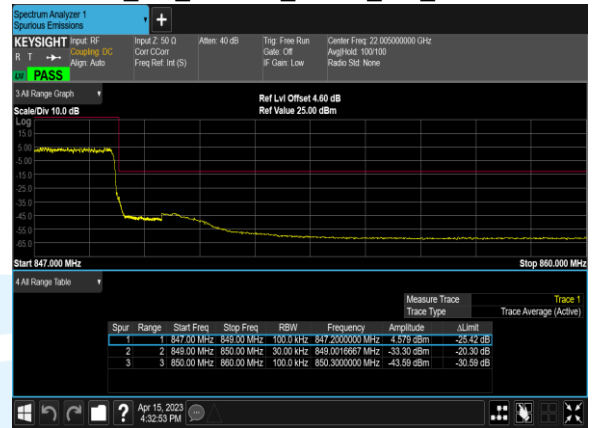 Spectrum Analyzer 1
Spurious Emissions
+
KEYSIGHT Input: RF Input Z: 50 Ω Atten: 40 dB Trig: Free Run Center Freq: 22.005000000 GHz
R T Coupling: DC Corr CCorr Gate: Off Avg|Hold: 100/100
Align: Auto Freq Ref: Int (S) IF Gain: Low Radio Std: None
PASS
3 All Range Graph Ref Lvl Offset 4.60 dB
Scale/Div 10.0 dB Ref Value 25.00 dBm
Log
15.0
5.00
-5.00
-15.0
-25.0
-35.0
-45.0
-55.0
-65.0
Start 847.000 MHz Stop 860.000 MHz
4 All Range Table
Measure Trace Trace 1
Trace Type Trace Average (Active)
Spur Range Start Freq Stop Freq RBW Frequency Amplitude ΔLimit
1 1 847.00 MHz 849.00 MHz 100.0 kHz 847.2000000 MHz 4.579 dBm -25.42 dB
2 2 849.00 MHz 850.00 MHz 30.00 kHz 849.0016667 MHz -33.30 dBm -20.30 dB
3 3 850.00 MHz 860.00 MHz 100.0 kHz 850.3000000 MHz -43.59 dBm -30.59 dB
? Apr 15, 2023
4:32:53 PM